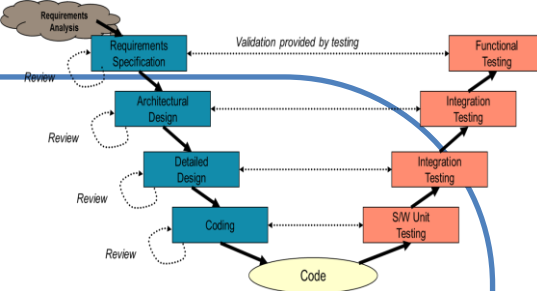 Requirements
Analysis
Requirements
Specification
Validation provided by testing
Functional
Testing
Review
Architectural
Design
Integration
Testing
Review
Detailed
Design
Integration
Testing
Review
Coding
S/W Unit
Testing
Review
Code